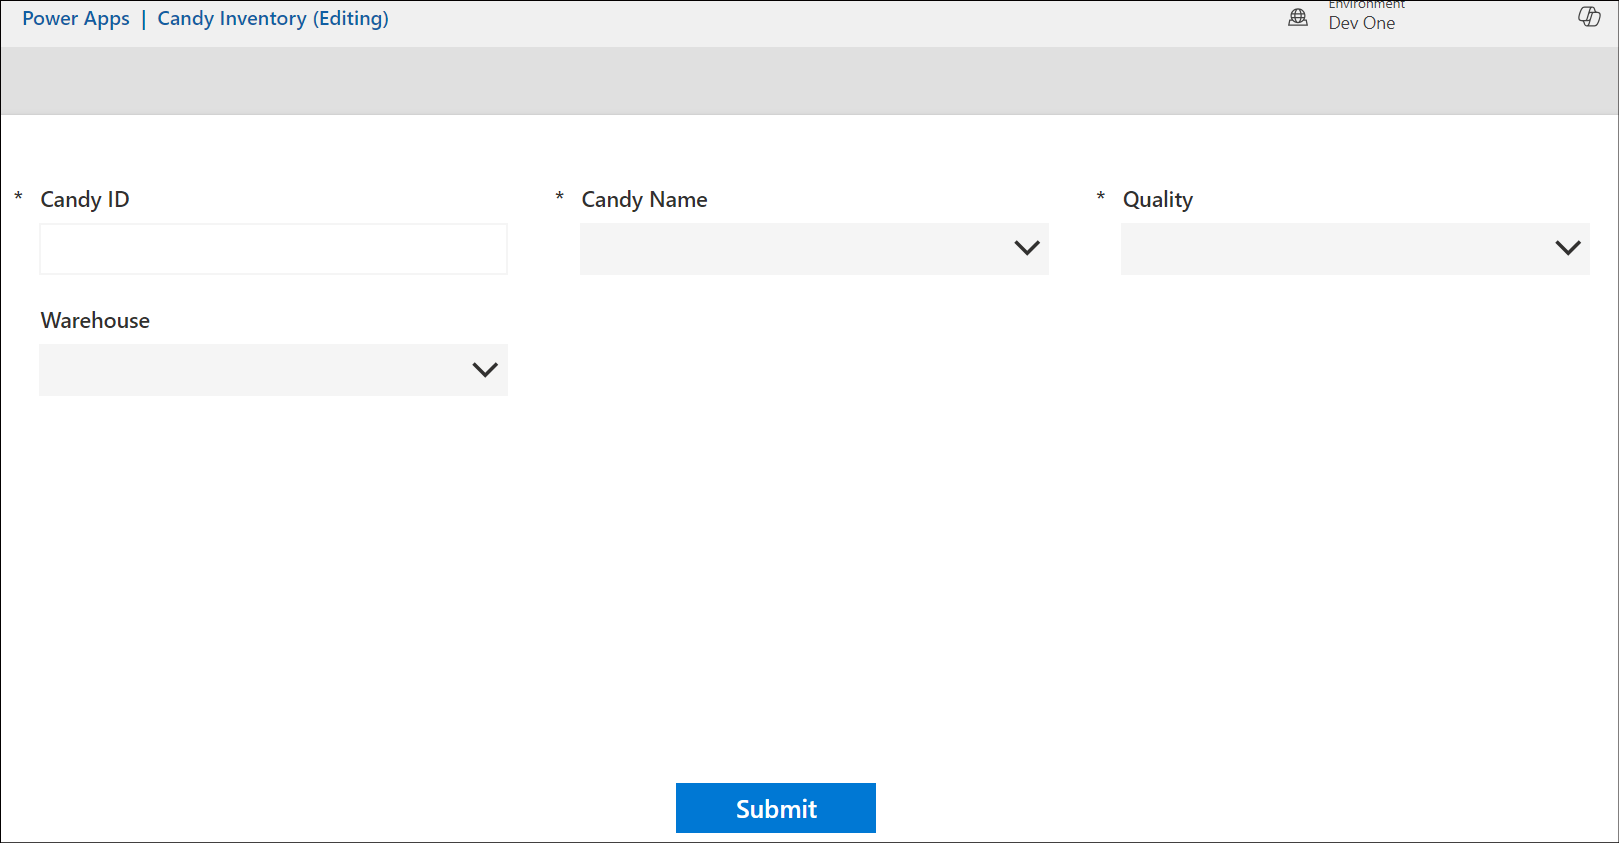 Power Apps | Candy Inventory (Editing)
Environment
Dev One
* Candy ID
* Candy Name
* Quality
Warehouse
Submit